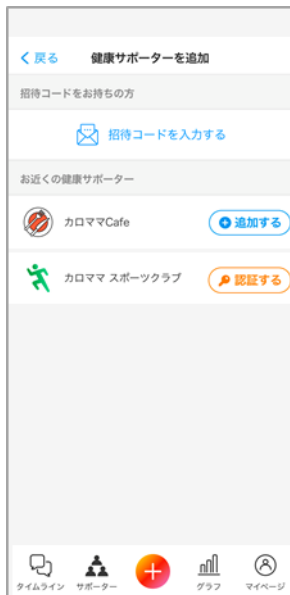 戻る 健康サポーターを追加
招待コードをお持ちの方
招待コードを入力する
お近くの健康サポーター
カロママCafe 追加する
カロママ スポーツクラブ 認証する
タイムライン サポーター グラフ マイページ